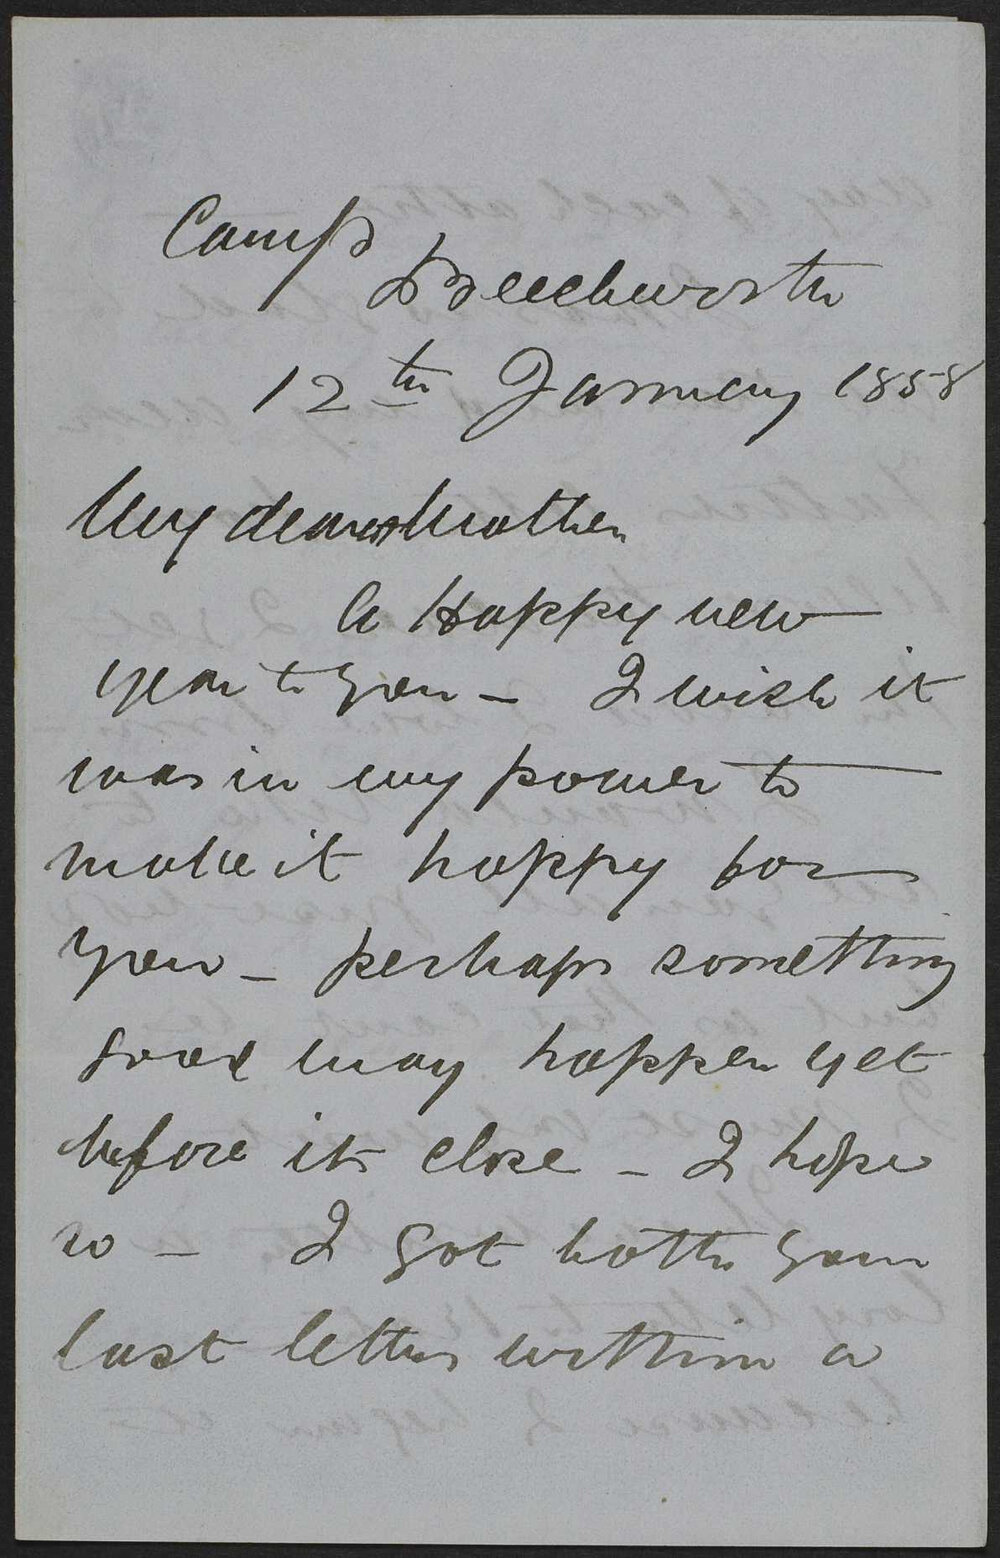 Camp
Beechworth
12th January 1858
My dearest Mother
A Happy new
year to you – I wish it
was in my power to
make it happy for
you – perhaps something
good may happen yet
before its close – I hope
so – I got both your
last letters within a